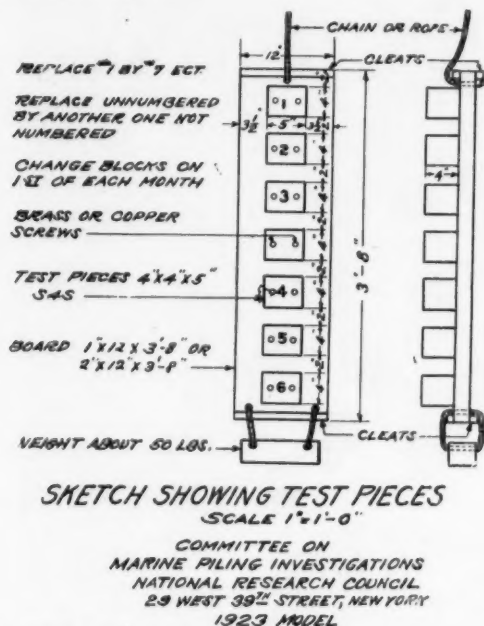 CHAIN OR ROPE
12"
CLEATS
REPLACE #1 BY #7 ECT.
REPLACE UNNUMBERED
BY ANOTHER ONE NOT
NUMBERED
CHANGE BLOCKS ON
1ST OF EACH MONTH
BRASS OR COPPER
SCREWS
TEST PIECES 4"X4"X5"
S4S
BOARD 1"X12"X3'-8" OR
2"X12"X3'-8"
WEIGHT ABOUT 50 LBS.
3½" 5" 3½"
1
2
3
4
5
6
4"
3'-8"
CLEATS
SKETCH SHOWING TEST PIECES
SCALE 1"=1'-0"
COMMITTEE ON
MARINE PILING INVESTIGATIONS
NATIONAL RESEARCH COUNCIL
29 WEST 39TH STREET, NEW YORK
1923 MODEL